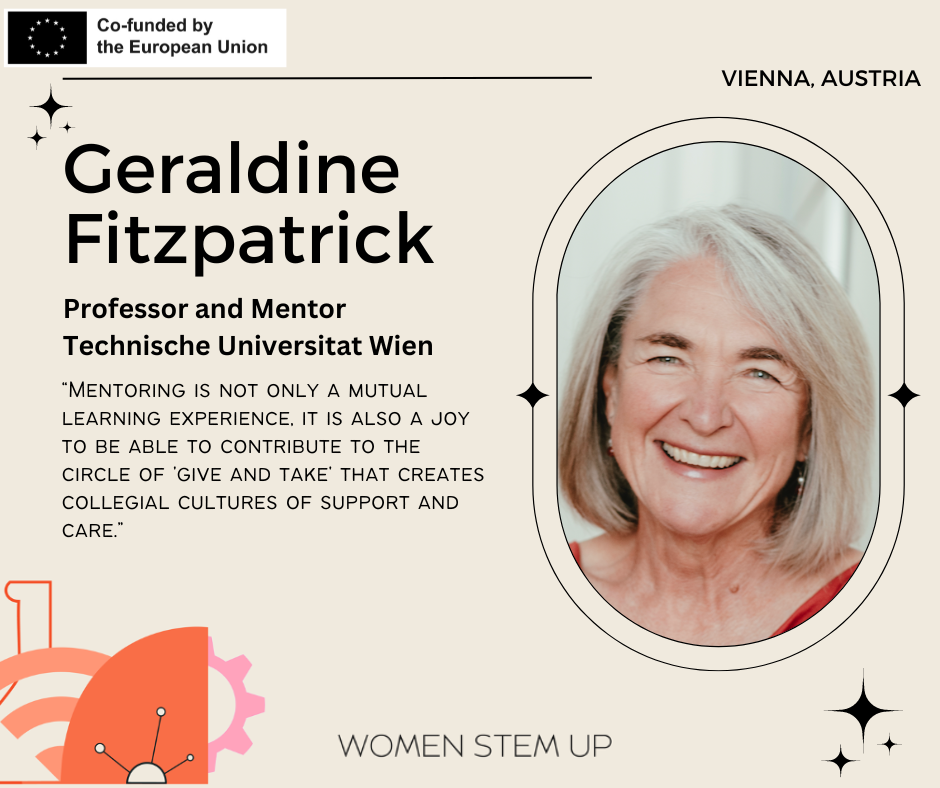 Co-funded by
the European Union
VIENNA, AUSTRIA
Geraldine
Fitzpatrick
Professor and Mentor
Technische Universitat Wien
“Mentoring is not only a mutual
learning experience, it is also a joy
to be able to contribute to the
circle of 'give and take' that creates
collegial cultures of support and
care.”
WOMEN STEM UP